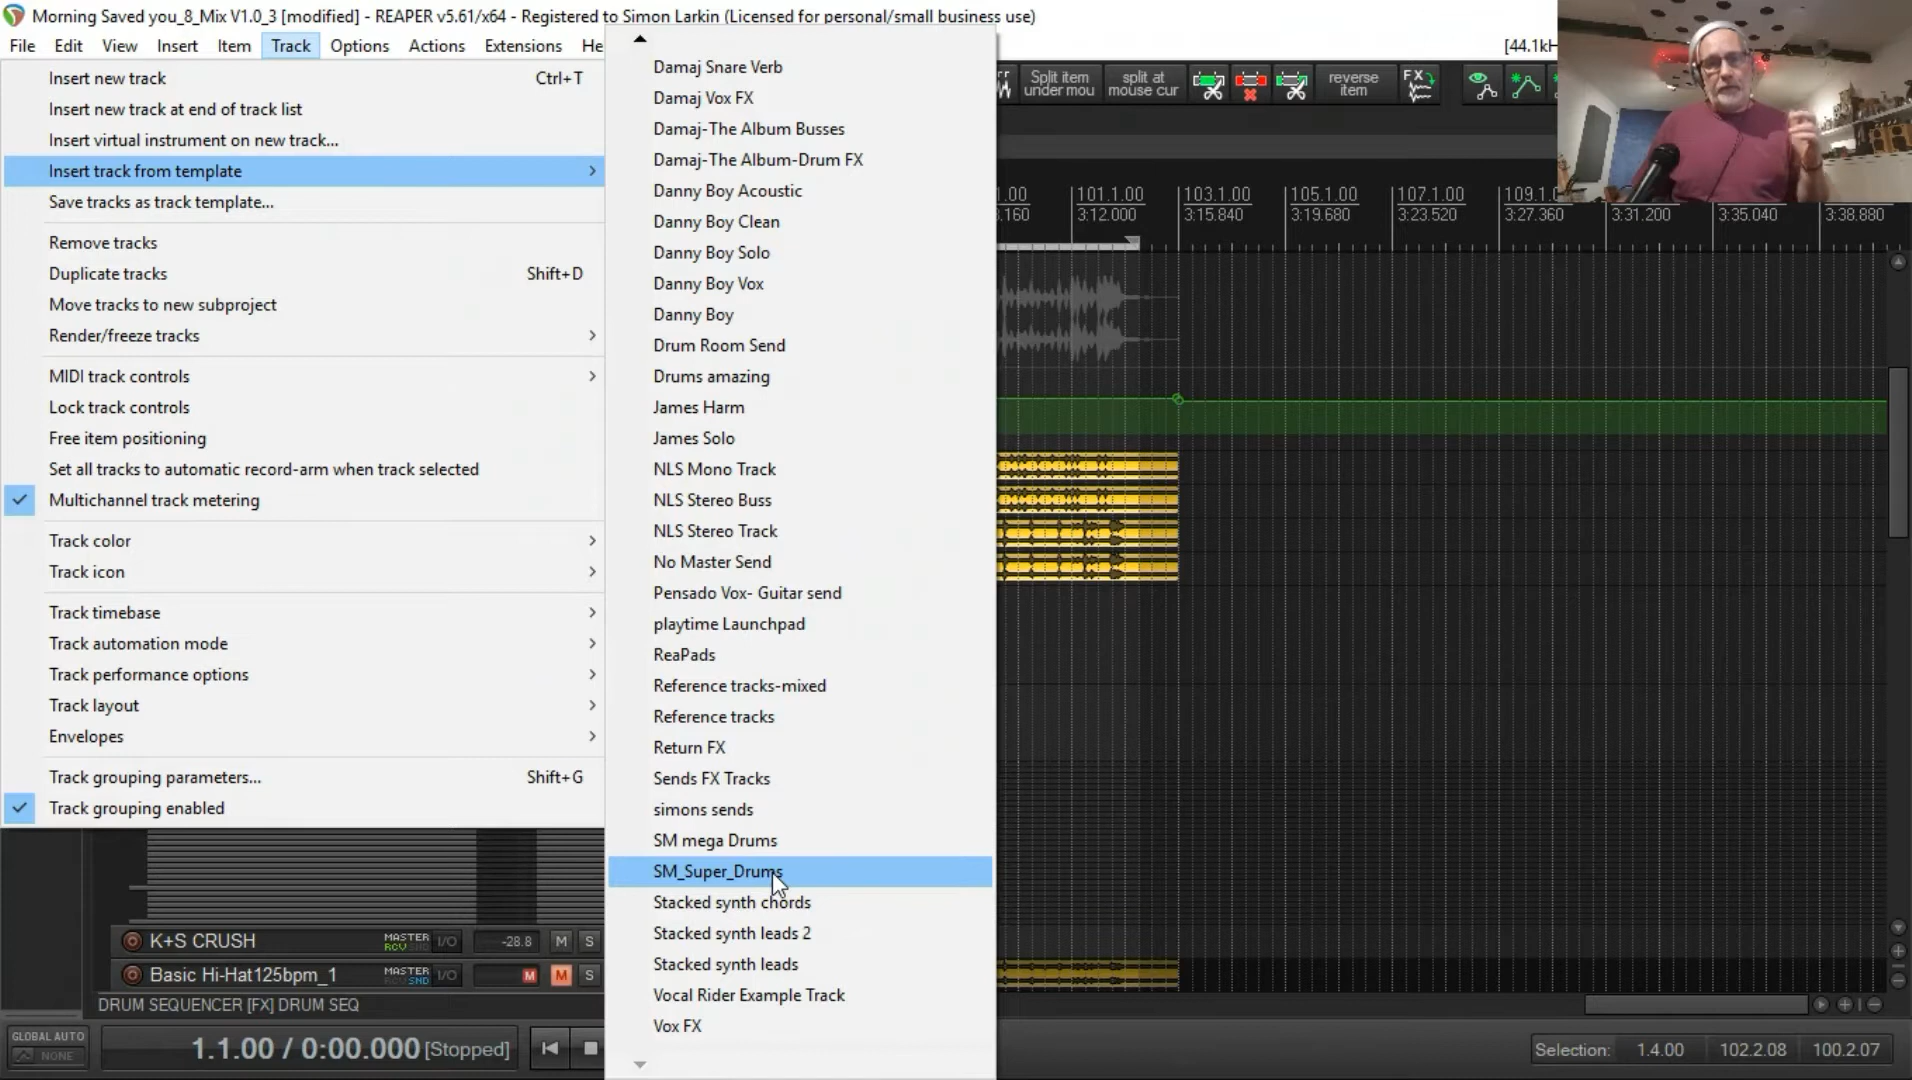 Morning Saved you_8_Mix V1.0_3 [modified] - REAPER v5.61/x64 - Registered to Simon Larkin (Licensed for personal/small business use)
File Edit View Insert Item Track Options Actions Extensions He
[44.1kH
Insert new track Ctrl+T
Insert new track at end of track list
Insert virtual instrument on new track...
Insert track from template
Save tracks as track template...
Remove tracks
Duplicate tracks Shift+D
Move tracks to new subproject
Render/freeze tracks
MIDI track controls
Lock track controls
Free item positioning
Set all tracks to automatic record-arm when track selected
Multichannel track metering
Track color
Track icon
Track timebase
Track automation mode
Track performance options
Track layout
Envelopes
Track grouping parameters... Shift+G
Track grouping enabled
Damaj Snare Verb
Damaj Vox FX
Damaj-The Album Busses
Damaj-The Album-Drum FX
Danny Boy Acoustic
Danny Boy Clean
Danny Boy Solo
Danny Boy Vox
Danny Boy
Drum Room Send
Drums amazing
James Harm
James Solo
NLS Mono Track
NLS Stereo Buss
NLS Stereo Track
No Master Send
Pensado Vox- Guitar send
playtime Launchpad
ReaPads
Reference tracks-mixed
Reference tracks
Return FX
Sends FX Tracks
simons sends
SM mega Drums
SM_Super_Drums
Stacked synth chords
Stacked synth leads 2
Stacked synth leads
Vocal Rider Example Track
Vox FX
Split item under mou
split at mouse cur
reverse item
FX
1.00 101.1.00 103.1.00 105.1.00 107.1.00 109.1.
3.160 3:12.000 3:15.840 3:19.680 3:23.520 3:27.360 3:31.200 3:35.040 3:38.880
K+S CRUSH MASTER RCV I/O -28.8 M S
Basic Hi-Hat125bpm_1 MASTER SND I/O M M S
DRUM SEQUENCER [FX] DRUM SEQ
GLOBAL AUTO
NONE
1.1.00 / 0:00.000 [Stopped]
Selection: 1.4.00 102.2.08 100.2.07